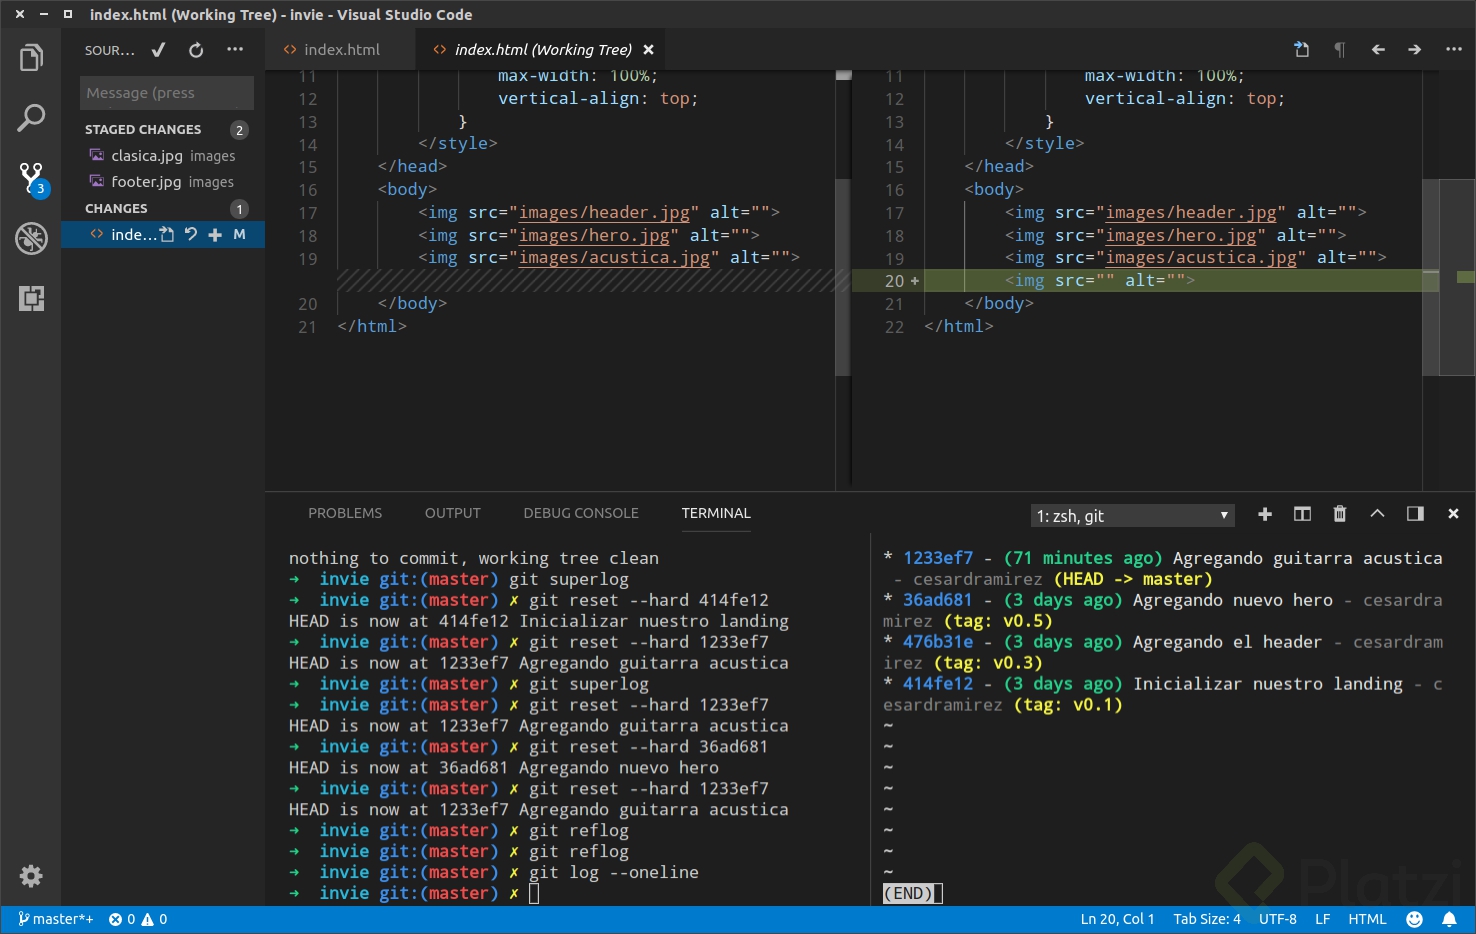 index.html (Working Tree) - invie - Visual Studio Code
SOUR...
Message (press
STAGED CHANGES 2
clasica.jpg images
footer.jpg images
CHANGES 1
<> inde... M
3
<> index.html
<> index.html (Working Tree)
11 max-width: 100%;
12 vertical-align: top;
13 }
14 </style>
15 </head>
16 <body>
17 <img src="images/header.jpg" alt="">
18 <img src="images/hero.jpg" alt="">
19 <img src="images/acustica.jpg" alt="">
20 </body>
21 </html>
11 max-width: 100%;
12 vertical-align: top;
13 }
14 </style>
15 </head>
16 <body>
17 <img src="images/header.jpg" alt="">
18 <img src="images/hero.jpg" alt="">
19 <img src="images/acustica.jpg" alt="">
20 + <img src="" alt="">
21 </body>
22 </html>
PROBLEMS OUTPUT DEBUG CONSOLE TERMINAL
1: zsh, git
nothing to commit, working tree clean
➜ invie git:(master) git superlog
➜ invie git:(master) ✗ git reset --hard 414fe12
HEAD is now at 414fe12 Inicializar nuestro landing
➜ invie git:(master) ✗ git reset --hard 1233ef7
HEAD is now at 1233ef7 Agregando guitarra acustica
➜ invie git:(master) ✗ git superlog
➜ invie git:(master) ✗ git reset --hard 1233ef7
HEAD is now at 1233ef7 Agregando guitarra acustica
➜ invie git:(master) ✗ git reset --hard 36ad681
HEAD is now at 36ad681 Agregando nuevo hero
➜ invie git:(master) ✗ git reset --hard 1233ef7
HEAD is now at 1233ef7 Agregando guitarra acustica
➜ invie git:(master) ✗ git reflog
➜ invie git:(master) ✗ git reflog
➜ invie git:(master) ✗ git log --oneline
➜ invie git:(master) ✗
* 1233ef7 - (71 minutes ago) Agregando guitarra acustica
- cesardramirez (HEAD -> master)
* 36ad681 - (3 days ago) Agregando nuevo hero - cesardra
mirez (tag: v0.5)
* 476b31e - (3 days ago) Agregando el header - cesardram
irez (tag: v0.3)
* 414fe12 - (3 days ago) Inicializar nuestro landing - c
esardramirez (tag: v0.1)
~
~
~
~
~
~
~
~
(END)
Platzi
master*+ 0 0
Ln 20, Col 1 Tab Size: 4 UTF-8 LF HTML